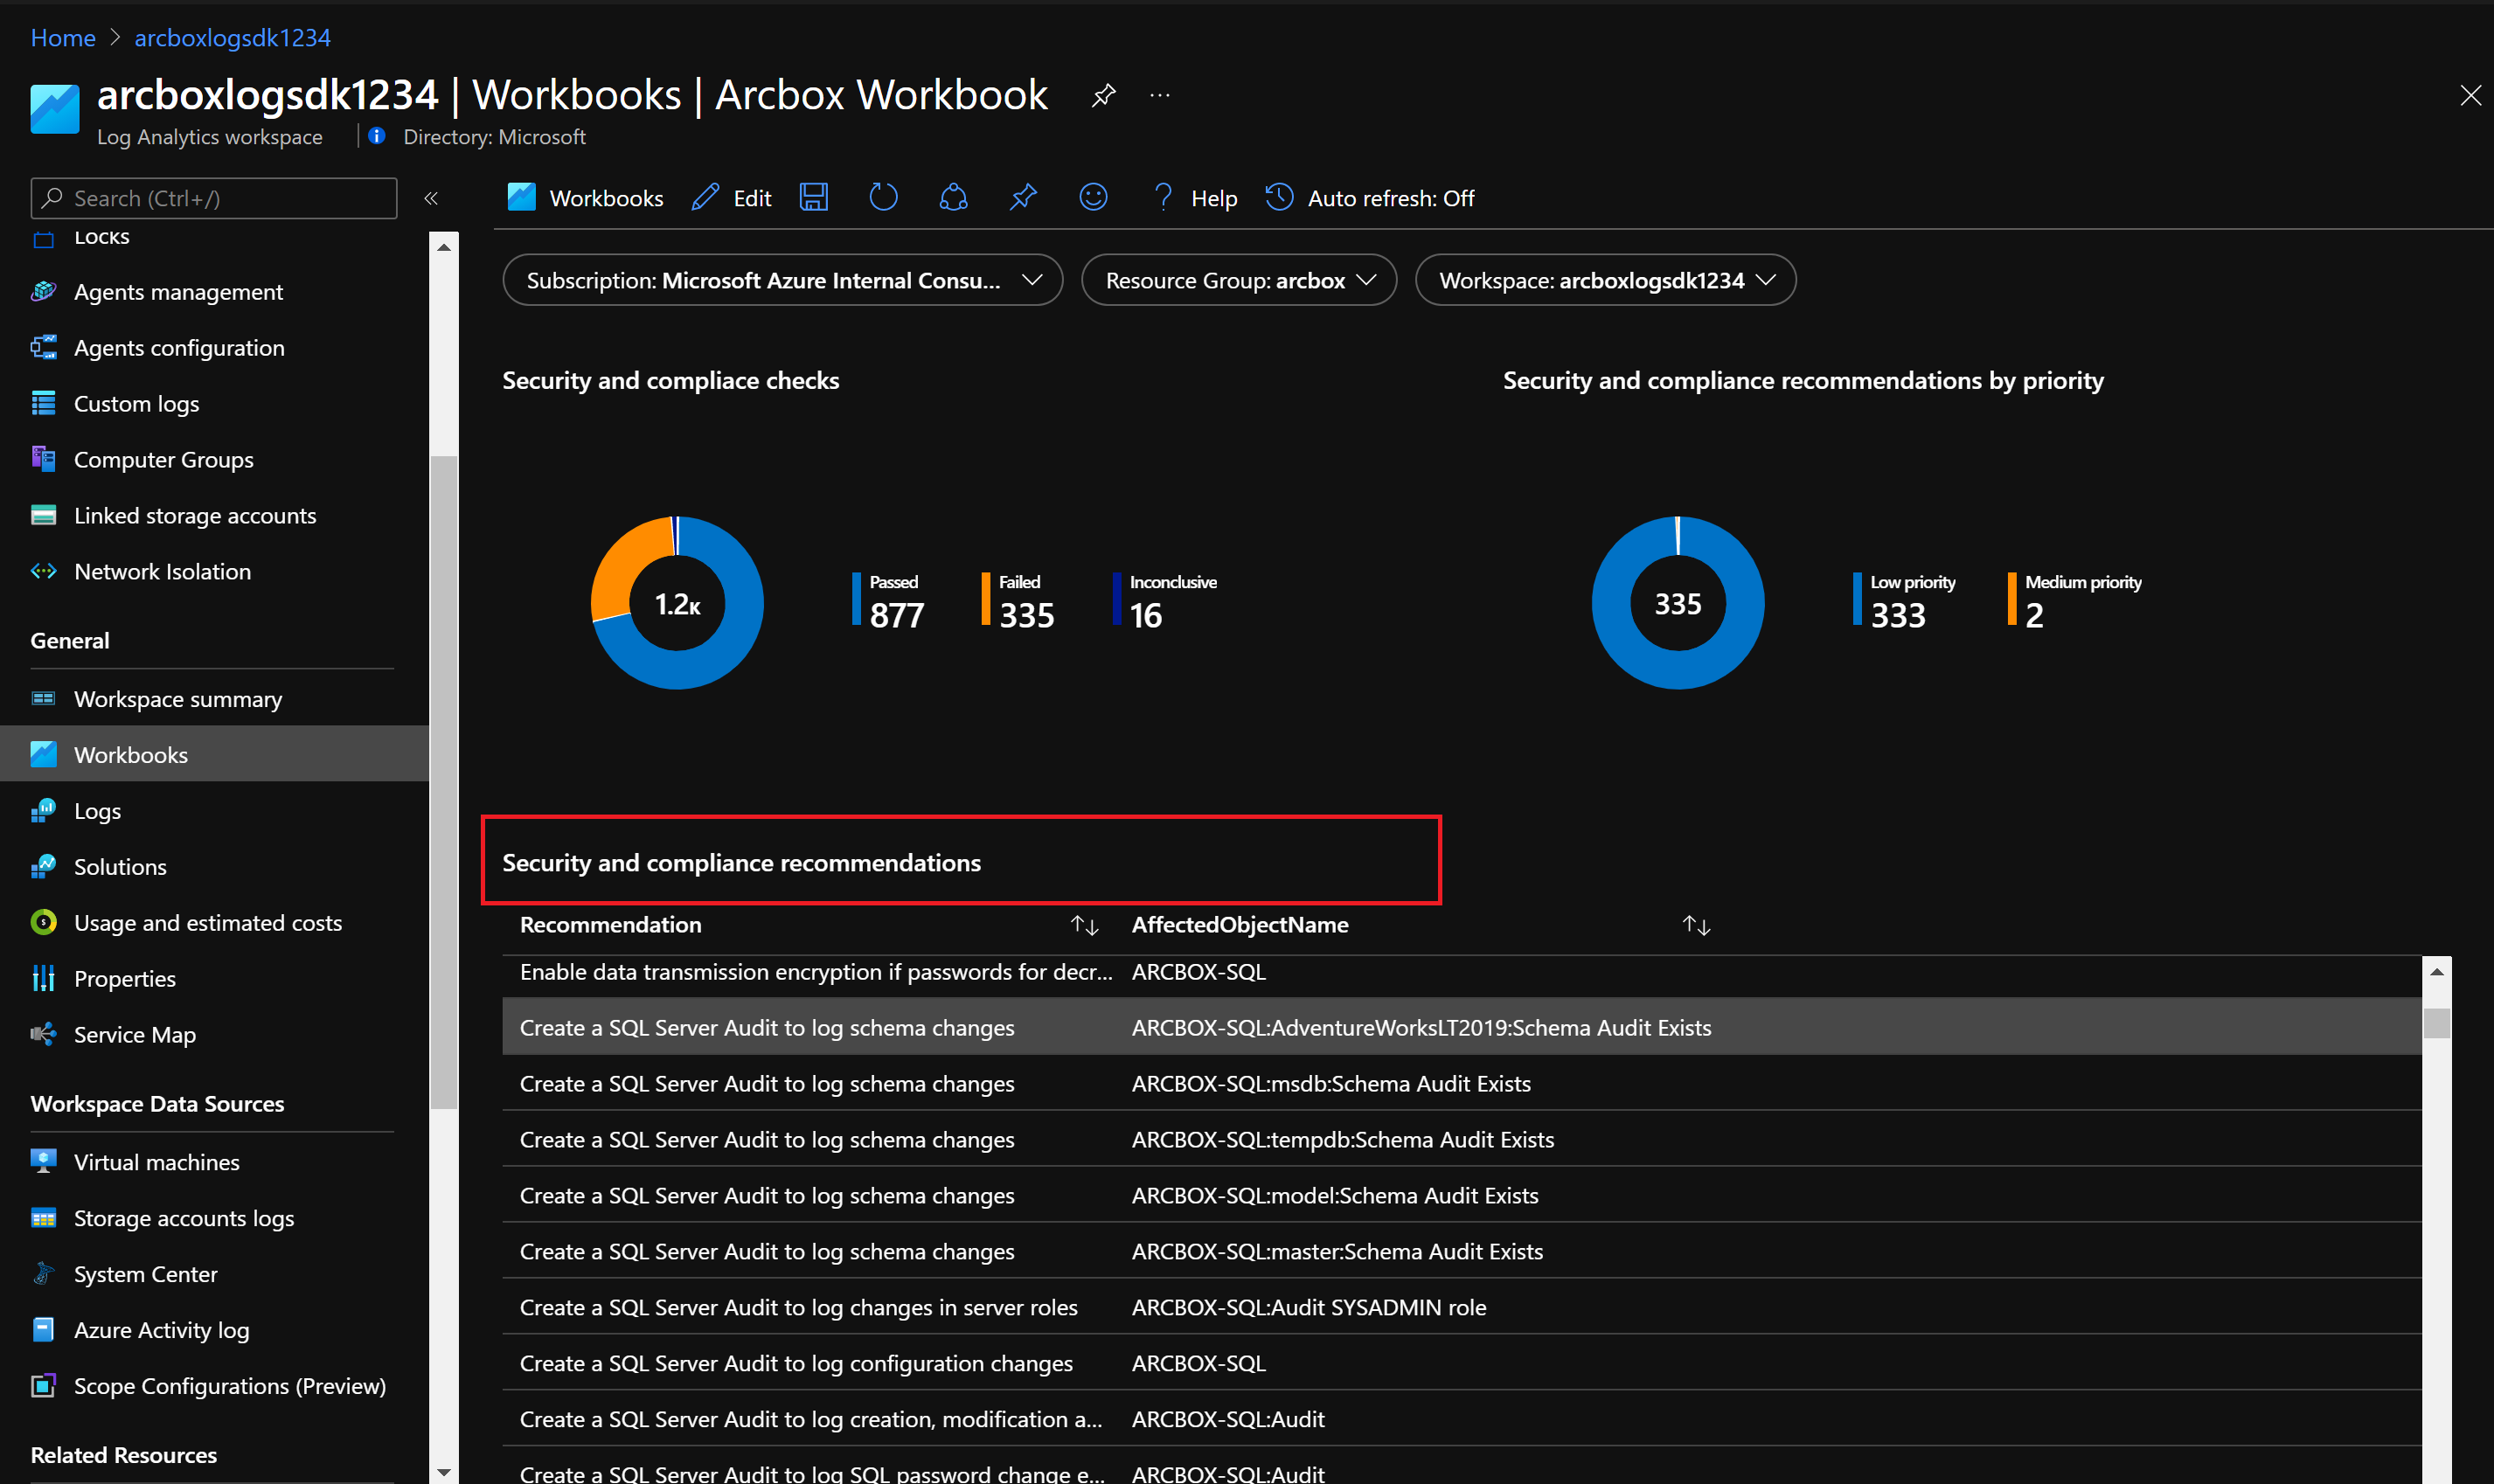 Home > arcboxlogsdk1234
arcboxlogsdk1234 | Workbooks | Arcbox Workbook
Log Analytics workspace | Directory: Microsoft
Search (Ctrl+/)
Locks
Agents management
Agents configuration
Custom logs
Computer Groups
Linked storage accounts
Network Isolation
General
Workspace summary
Workbooks
Logs
Solutions
Usage and estimated costs
Properties
Service Map
Workspace Data Sources
Virtual machines
Storage accounts logs
System Center
Azure Activity log
Scope Configurations (Preview)
Related Resources
Workbooks Edit Help Auto refresh: Off
Subscription: Microsoft Azure Internal Consu... Resource Group: arcbox Workspace: arcboxlogsdk1234
Security and compliace checks
1.2K
Passed
877
Failed
335
Inconclusive
16
Security and compliance recommendations by priority
335
Low priority
333
Medium priority
2
Security and compliance recommendations
Recommendation AffectedObjectName
Enable data transmission encryption if passwords for decr... ARCBOX-SQL
Create a SQL Server Audit to log schema changes ARCBOX-SQL:AdventureWorksLT2019:Schema Audit Exists
Create a SQL Server Audit to log schema changes ARCBOX-SQL:msdb:Schema Audit Exists
Create a SQL Server Audit to log schema changes ARCBOX-SQL:tempdb:Schema Audit Exists
Create a SQL Server Audit to log schema changes ARCBOX-SQL:model:Schema Audit Exists
Create a SQL Server Audit to log schema changes ARCBOX-SQL:master:Schema Audit Exists
Create a SQL Server Audit to log changes in server roles ARCBOX-SQL:Audit SYSADMIN role
Create a SQL Server Audit to log configuration changes ARCBOX-SQL
Create a SQL Server Audit to log creation, modification a... ARCBOX-SQL:Audit
Create a SQL Server Audit to log SQL password change e... ARCBOX-SQL:Audit